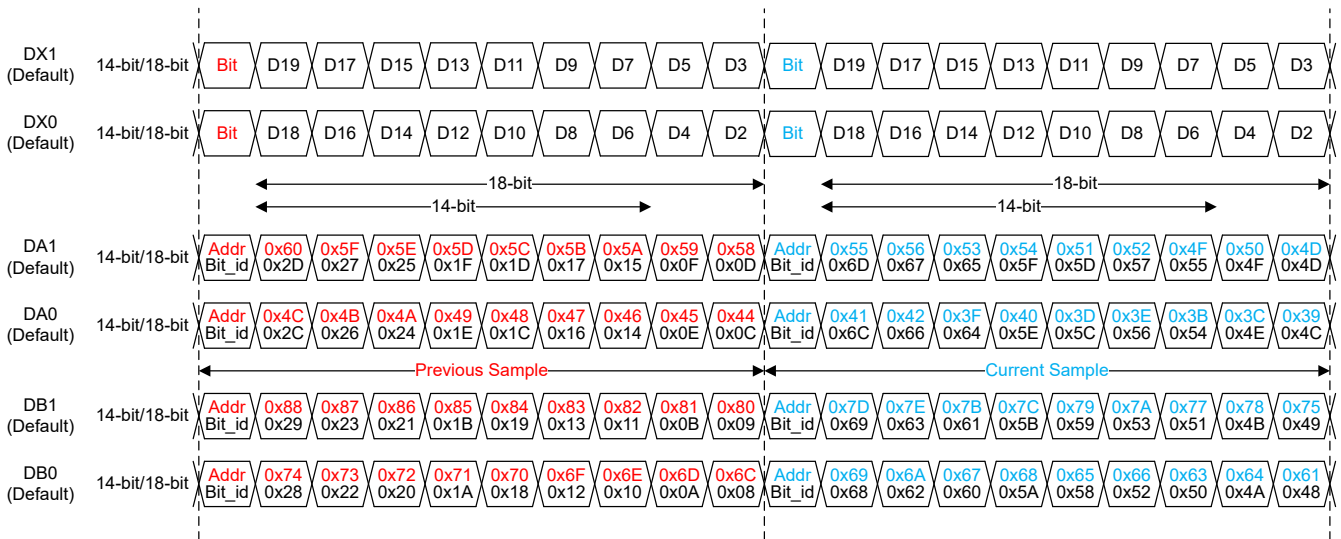 DX1
(Default)
14-bit/18-bit
Bit D19 D17 D15 D13 D11 D9 D7 D5 D3 Bit D19 D17 D15 D13 D11 D9 D7 D5 D3
DX0
(Default)
14-bit/18-bit
Bit D18 D16 D14 D12 D10 D8 D6 D4 D2 Bit D18 D16 D14 D12 D10 D8 D6 D4 D2
18-bit 18-bit
14-bit 14-bit
DA1
(Default)
14-bit/18-bit
Addr 0x60 0x5F 0x5E 0x5D 0x5C 0x5B 0x5A 0x59 0x58 Addr 0x55 0x56 0x53 0x54 0x51 0x52 0x4F 0x50 0x4D
Bit_id 0x2D 0x27 0x25 0x1F 0x1D 0x17 0x15 0x0F 0x0D Bit_id 0x6D 0x67 0x65 0x5F 0x5D 0x57 0x55 0x4F 0x4D
DA0
(Default)
14-bit/18-bit
Addr 0x4C 0x4B 0x4A 0x49 0x48 0x47 0x46 0x45 0x44 Addr 0x41 0x42 0x3F 0x40 0x3D 0x3E 0x3B 0x3C 0x39
Bit_id 0x2C 0x26 0x24 0x1E 0x1C 0x16 0x14 0x0E 0x0C Bit_id 0x6C 0x66 0x64 0x5E 0x5C 0x56 0x54 0x4E 0x4C
Previous Sample Current Sample
DB1
(Default)
14-bit/18-bit
Addr 0x88 0x87 0x86 0x85 0x84 0x83 0x82 0x81 0x80 Addr 0x7D 0x7E 0x7B 0x7C 0x79 0x7A 0x77 0x78 0x75
Bit_id 0x29 0x23 0x21 0x1B 0x19 0x13 0x11 0x0B 0x09 Bit_id 0x69 0x63 0x61 0x5B 0x59 0x53 0x51 0x4B 0x49
DB0
(Default)
14-bit/18-bit
Addr 0x74 0x73 0x72 0x71 0x70 0x6F 0x6E 0x6D 0x6C Addr 0x69 0x6A 0x67 0x68 0x65 0x66 0x63 0x64 0x61
Bit_id 0x28 0x22 0x20 0x1A 0x18 0x12 0x10 0x0A 0x08 Bit_id 0x68 0x62 0x60 0x5A 0x58 0x52 0x50 0x4A 0x48